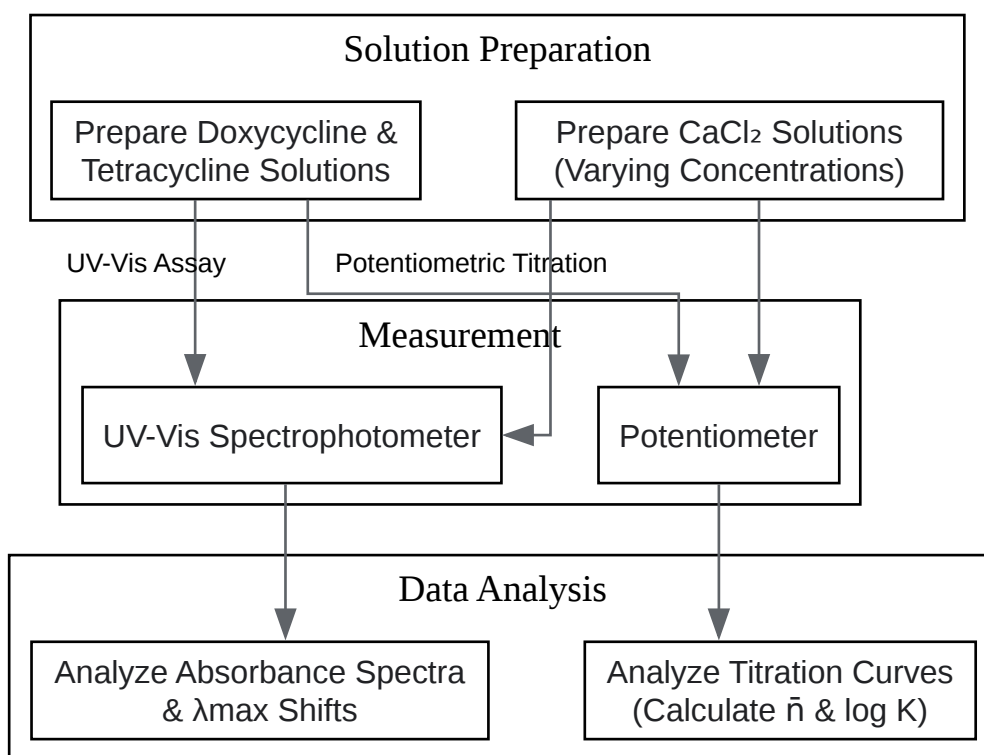 Solution Preparation
Prepare Doxycycline &
Tetracycline Solutions
Prepare CaCl₂ Solutions
(Varying Concentrations)
UV-Vis Assay
Potentiometric Titration
Measurement
UV-Vis Spectrophotometer
Potentiometer
Data Analysis
Analyze Absorbance Spectra
& λmax Shifts
Analyze Titration Curves
(Calculate n̄ & log K)